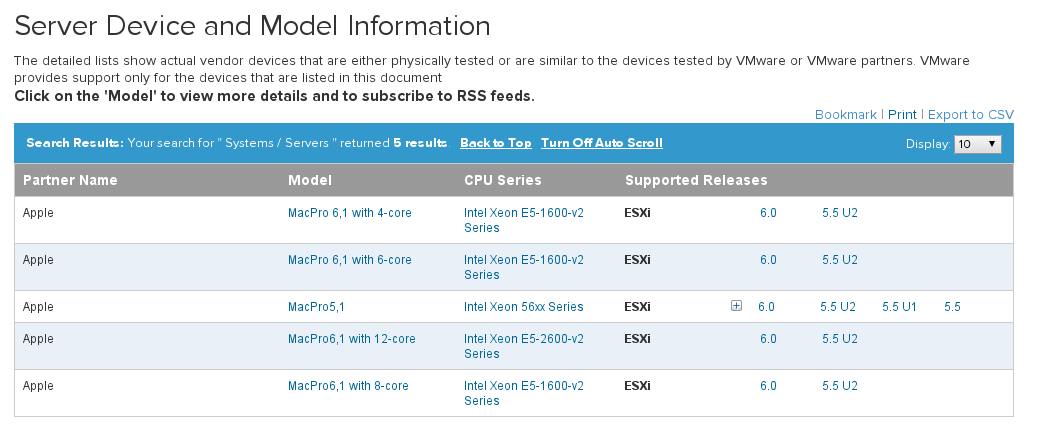 Server Device and Model Information
The detailed lists show actual vendor devices that are either physically tested or are similar to the devices tested by VMware or VMware partners. VMware
provides support only for the devices that are listed in this document
Click on the 'Model' to view more details and to subscribe to RSS feeds.
Bookmark | Print | Export to CSV
Search Results: Your search for " Systems / Servers " returned 5 results. Back to Top Turn Off Auto Scroll Display: 10
Partner Name Model CPU Series Supported Releases
Apple MacPro 6,1 with 4-core Intel Xeon E5-1600-v2 ESXi 6.0 5.5 U2
Series
Apple MacPro 6,1 with 6-core Intel Xeon E5-1600-v2 ESXi 6.0 5.5 U2
Series
Apple MacPro5,1 Intel Xeon 56xx Series ESXi 6.0 5.5 U2 5.5 U1 5.5
Apple MacPro6,1 with 12-core Intel Xeon E5-2600-v2 ESXi 6.0 5.5 U2
Series
Apple MacPro6,1 with 8-core Intel Xeon E5-1600-v2 ESXi 6.0 5.5 U2
Series